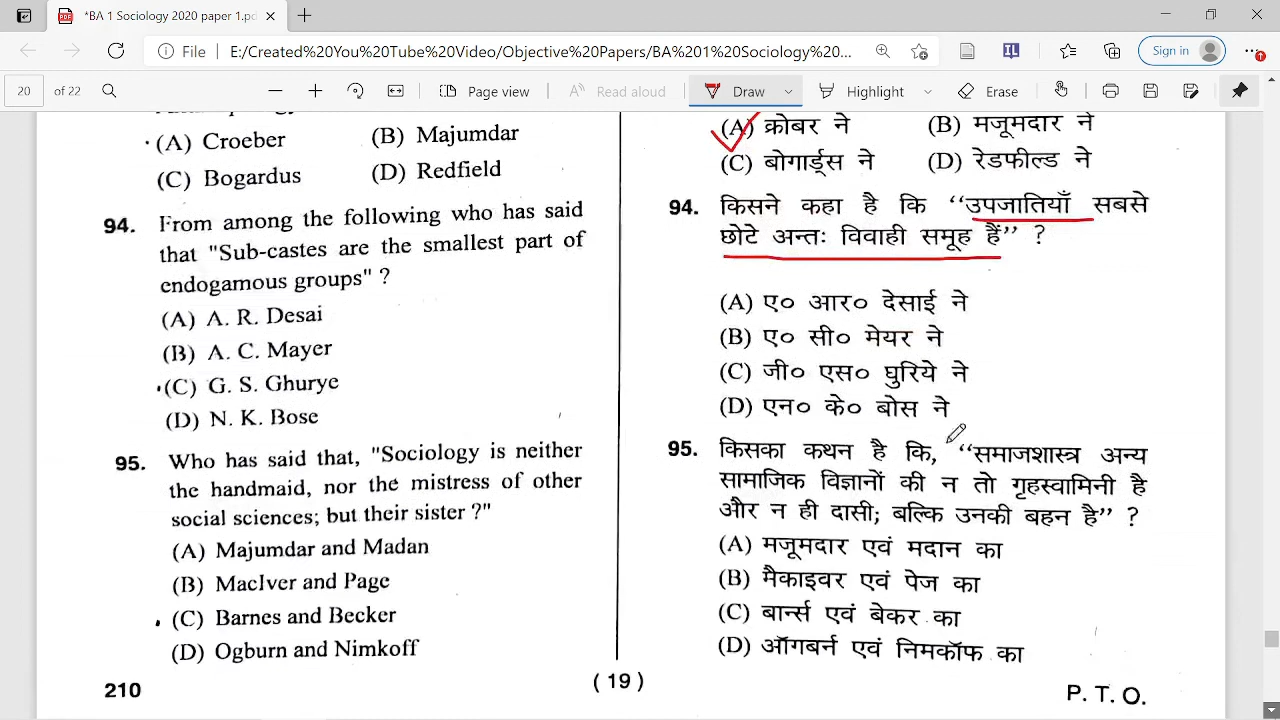 *BA 1 Sociology 2020 paper 1.pd
File E:/Created%20You%20Tube%20Video/Objective%20Papers/BA%201%20Sociology%20...
Sign in
20 of 22
Page view
Read aloud
Draw
Highlight
Erase
(A) Croeber (B) Majumdar
(C) Bogardus (D) Redfield
94. From among the following who has said
that "Sub-castes are the smallest part of
endogamous groups" ?
(A) A. R. Desai
(B) A. C. Mayer
(C) G. S. Ghurye
(D) N. K. Bose
95. Who has said that, "Sociology is neither
the handmaid, nor the mistress of other
social sciences; but their sister ?"
(A) Majumdar and Madan
(B) MacIver and Page
(C) Barnes and Becker
(D) Ogburn and Nimkoff
210
(A) क्रोबर ने (B) मजूमदार ने
(C) बोगार्ड्स ने (D) रेडफील्ड ने
94. किसने कहा है कि ‘‘उपजातियाँ सबसे
छोटे अन्तः विवाही समूह हैं’’ ?
(A) ए० आर० देसाई ने
(B) ए० सी० मेयर ने
(C) जी० एस० घुरिये ने
(D) एन० के० बोस ने
95. किसका कथन है कि, ‘‘समाजशास्त्र अन्य
सामाजिक विज्ञानों की न तो गृहस्वामिनी है
और न ही दासी; बल्कि उनकी बहन है’’ ?
(A) मजूमदार एवं मदान का
(B) मैकाइवर एवं पेज का
(C) बार्न्स एवं बेकर का
(D) ऑगबर्न एवं निमकॉफ का
( 19 )
P. T. O.